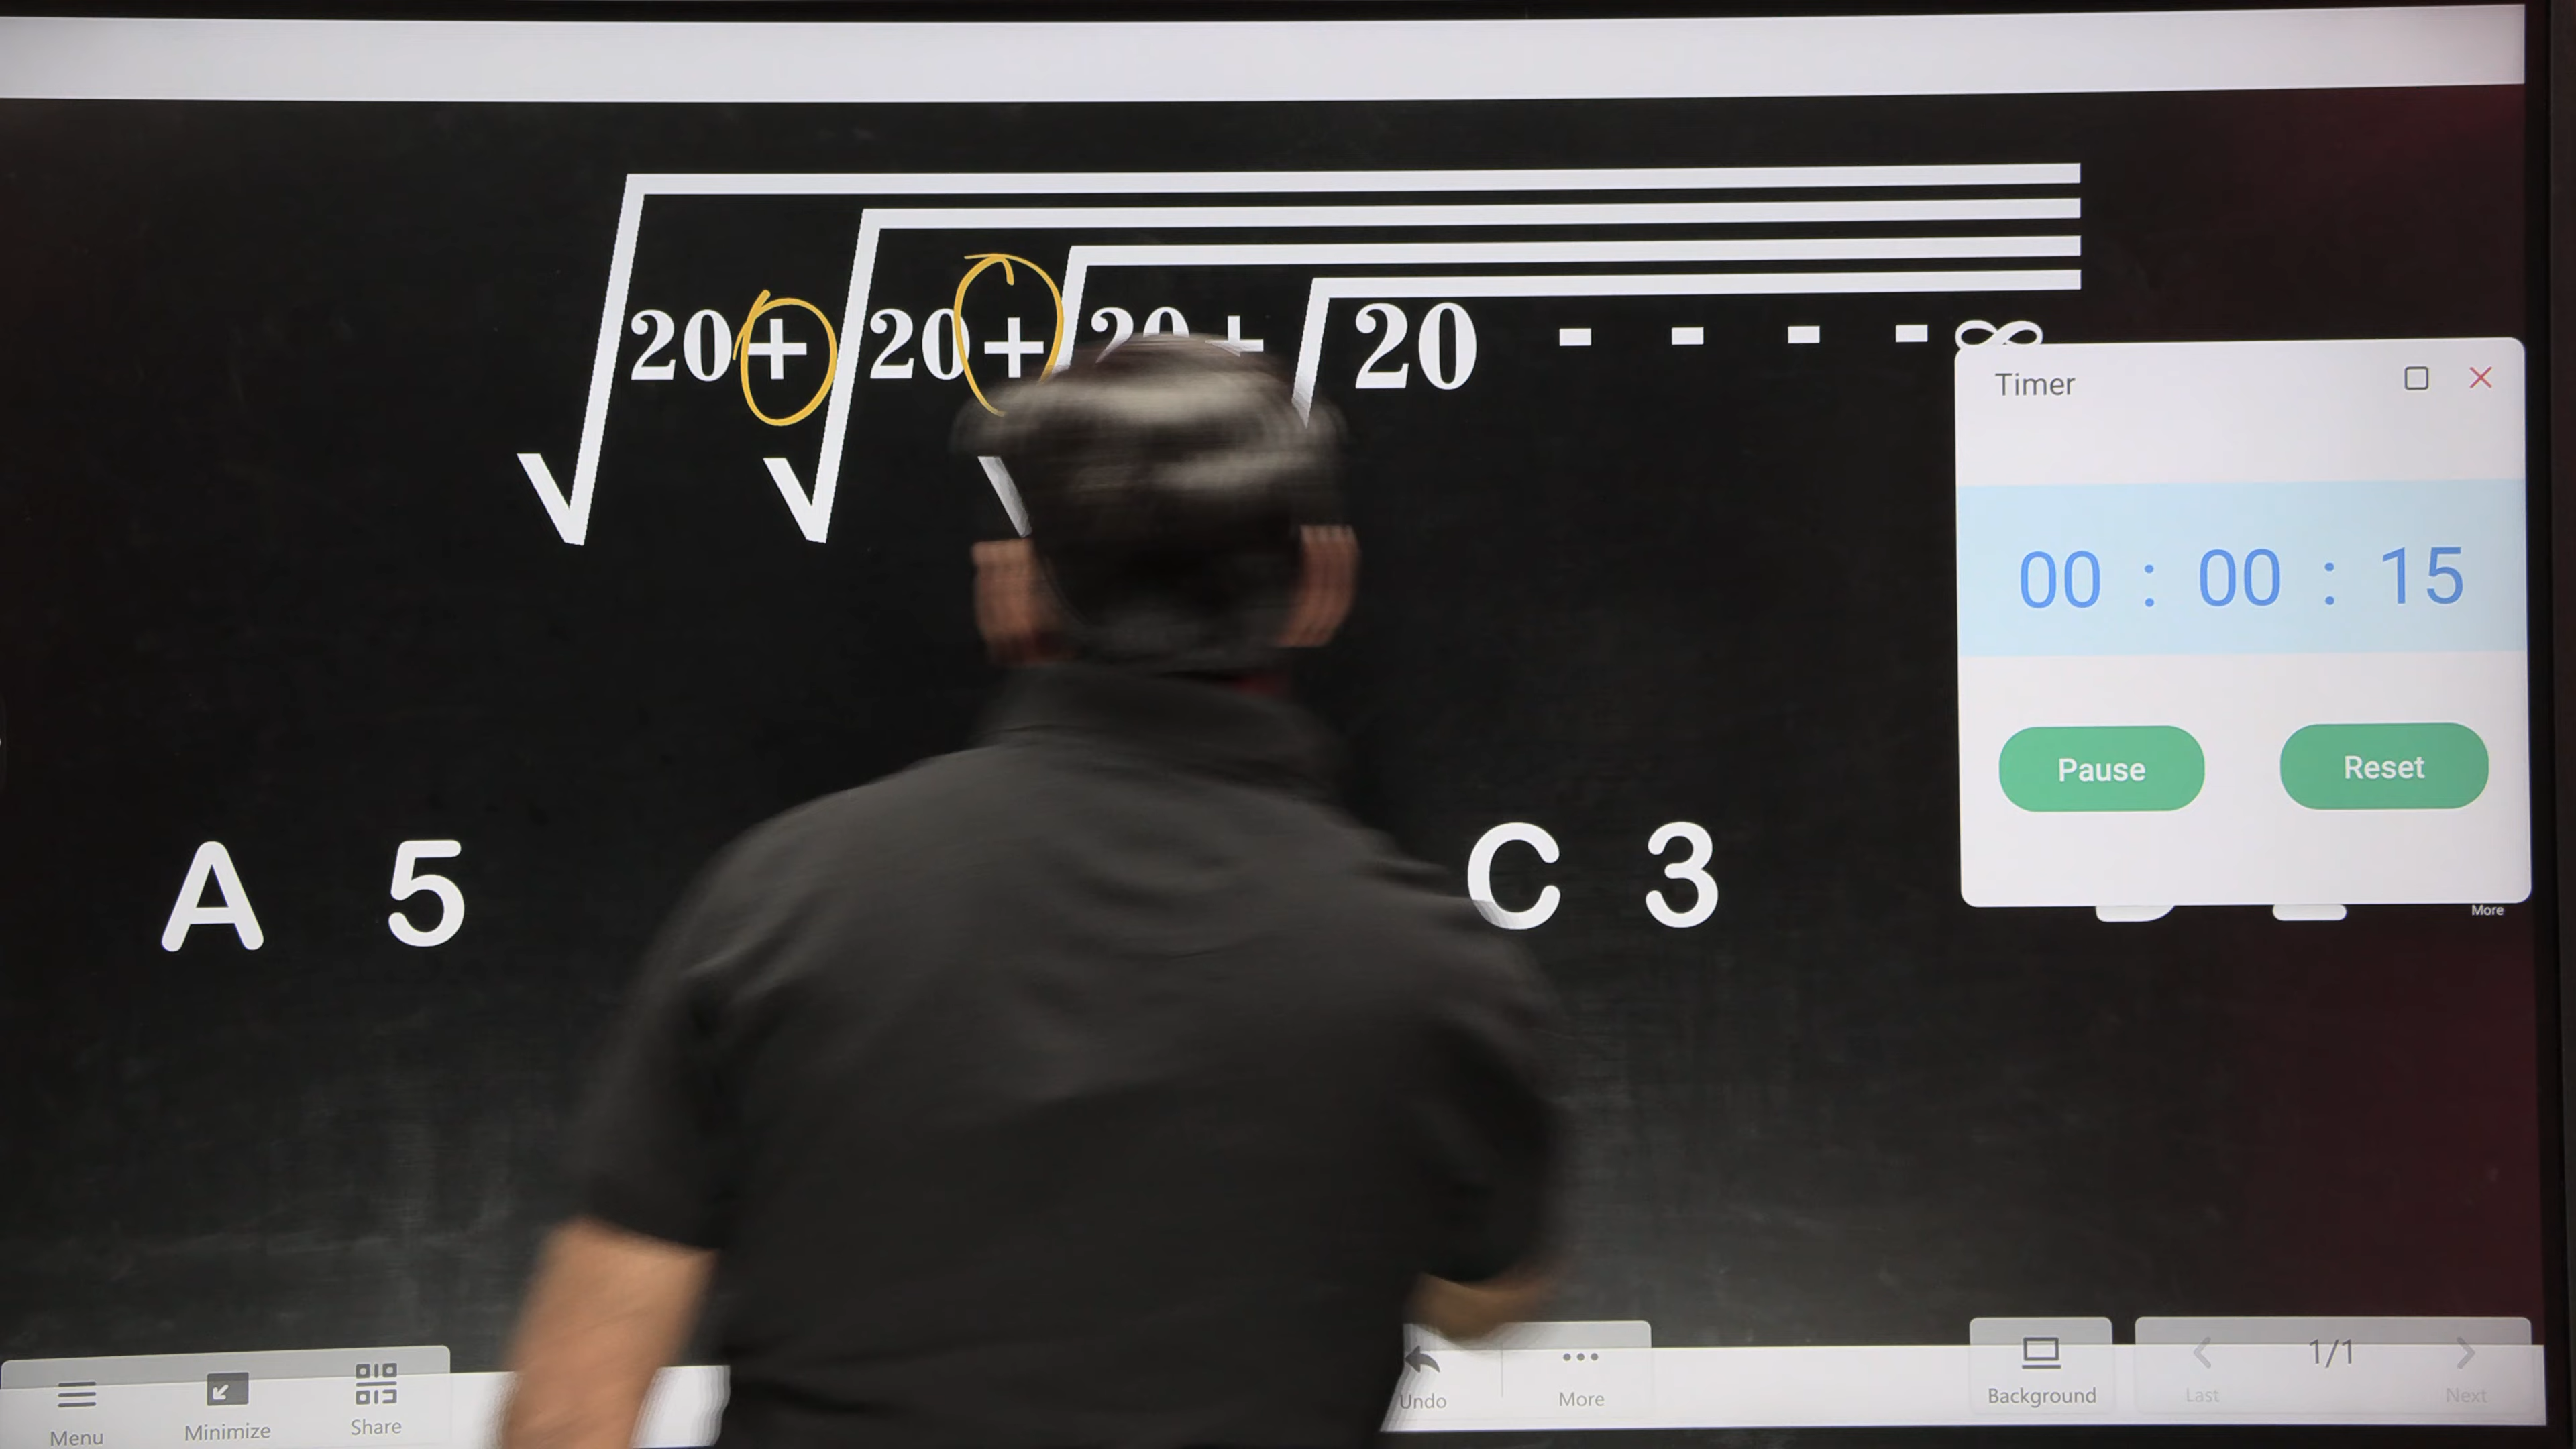 √20+√20+√20+√20 - - - - ∞
Timer
00 : 00 : 15
Pause Reset
A 5 C 3
More
Menu Minimize Share Undo More Background Last 1/1 Next